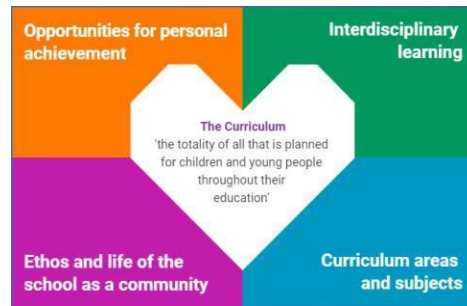 Opportunities for personal
achievement
Interdisciplinary
learning
The Curriculum
'the totality of all that is planned
for children and young people
throughout their
education'
Ethos and life of the
school as a community
Curriculum areas
and subjects